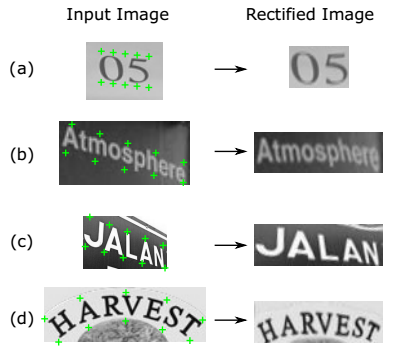 Input Image Rectified Image
(a) 05 05
(b) Atmosphere Atmosphere
(c) JALAN JALAN
(d) HARVEST HARVEST